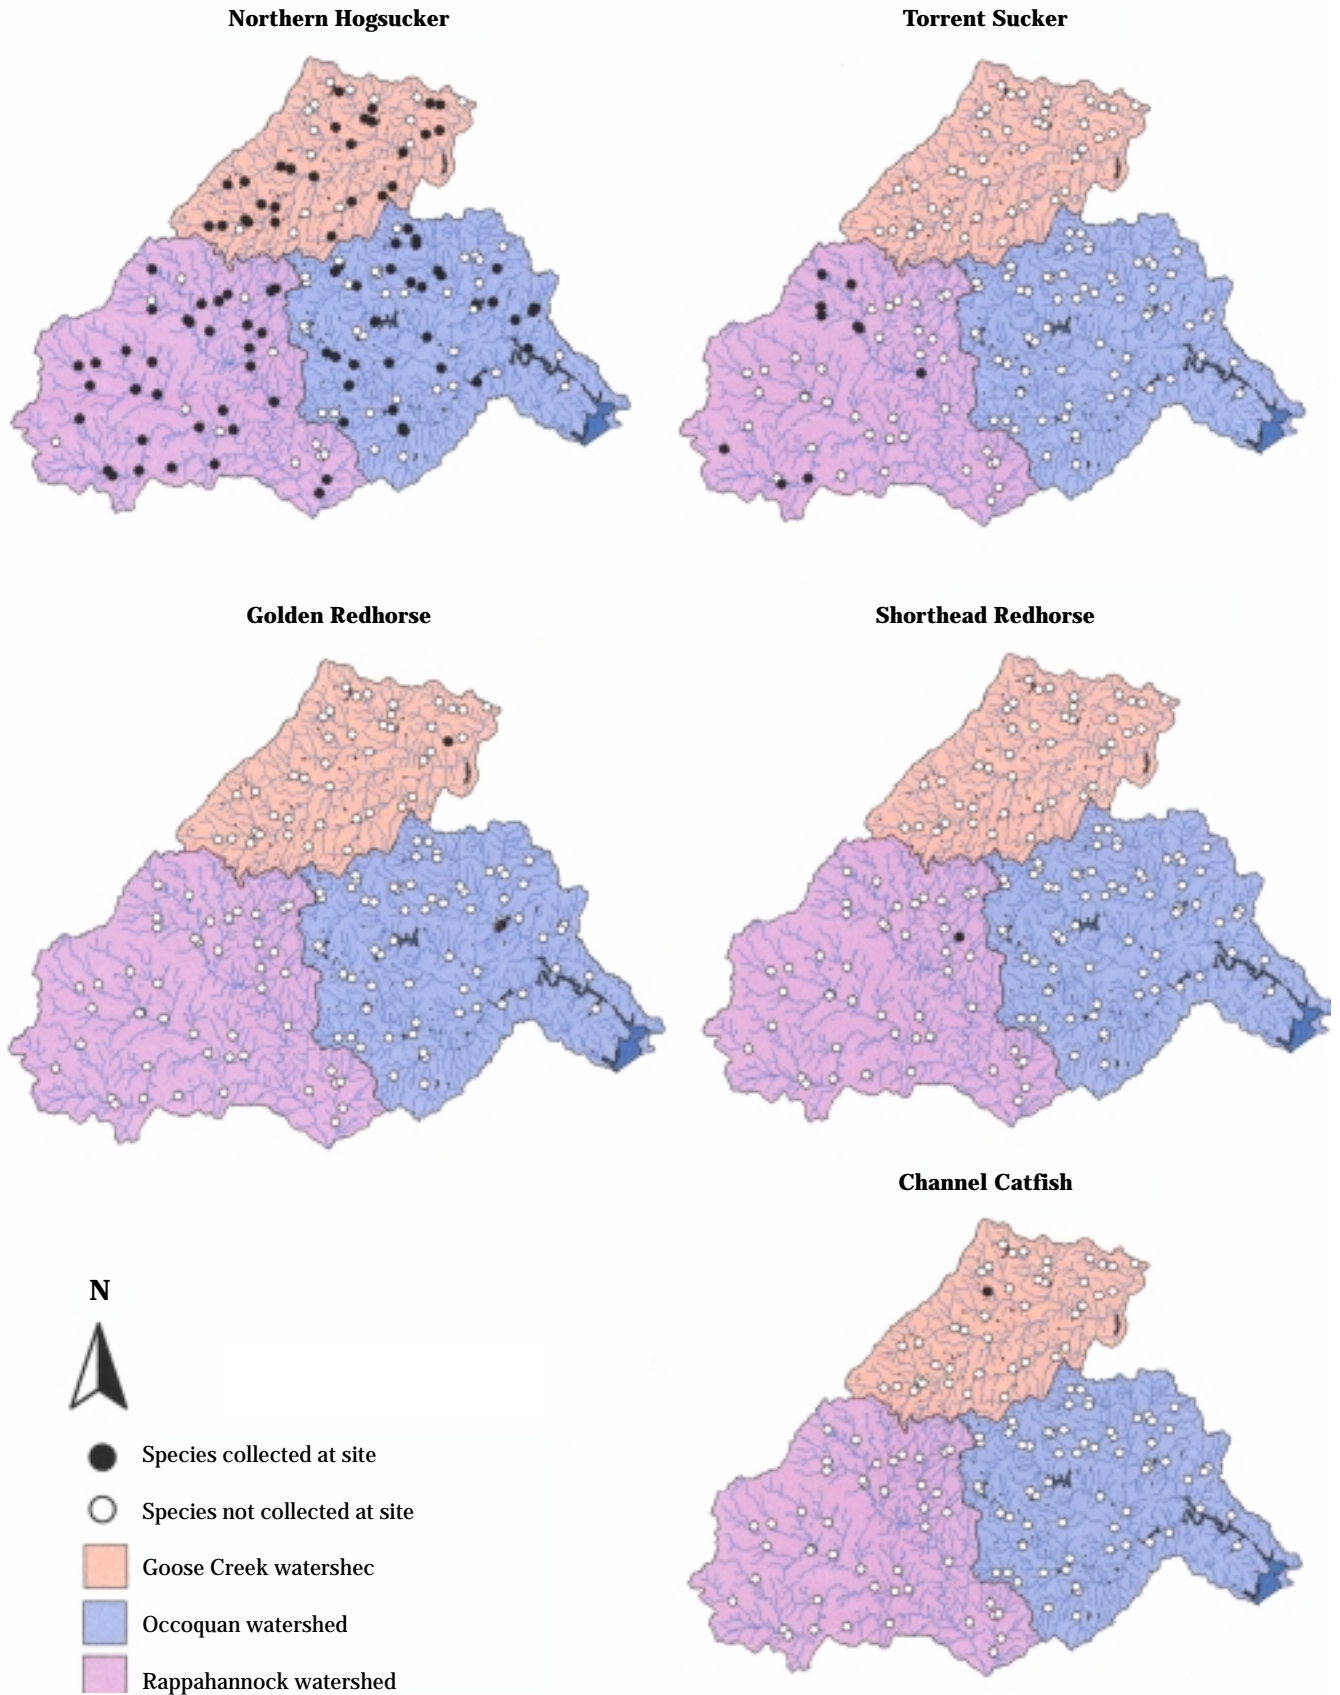 Northern Hogsucker
Torrent Sucker
Golden Redhorse
Shorthead Redhorse
Channel Catfish
N
Species collected at site
Species not collected at site
Goose Creek watershec
Occoquan watershed
Rappahannock watershed